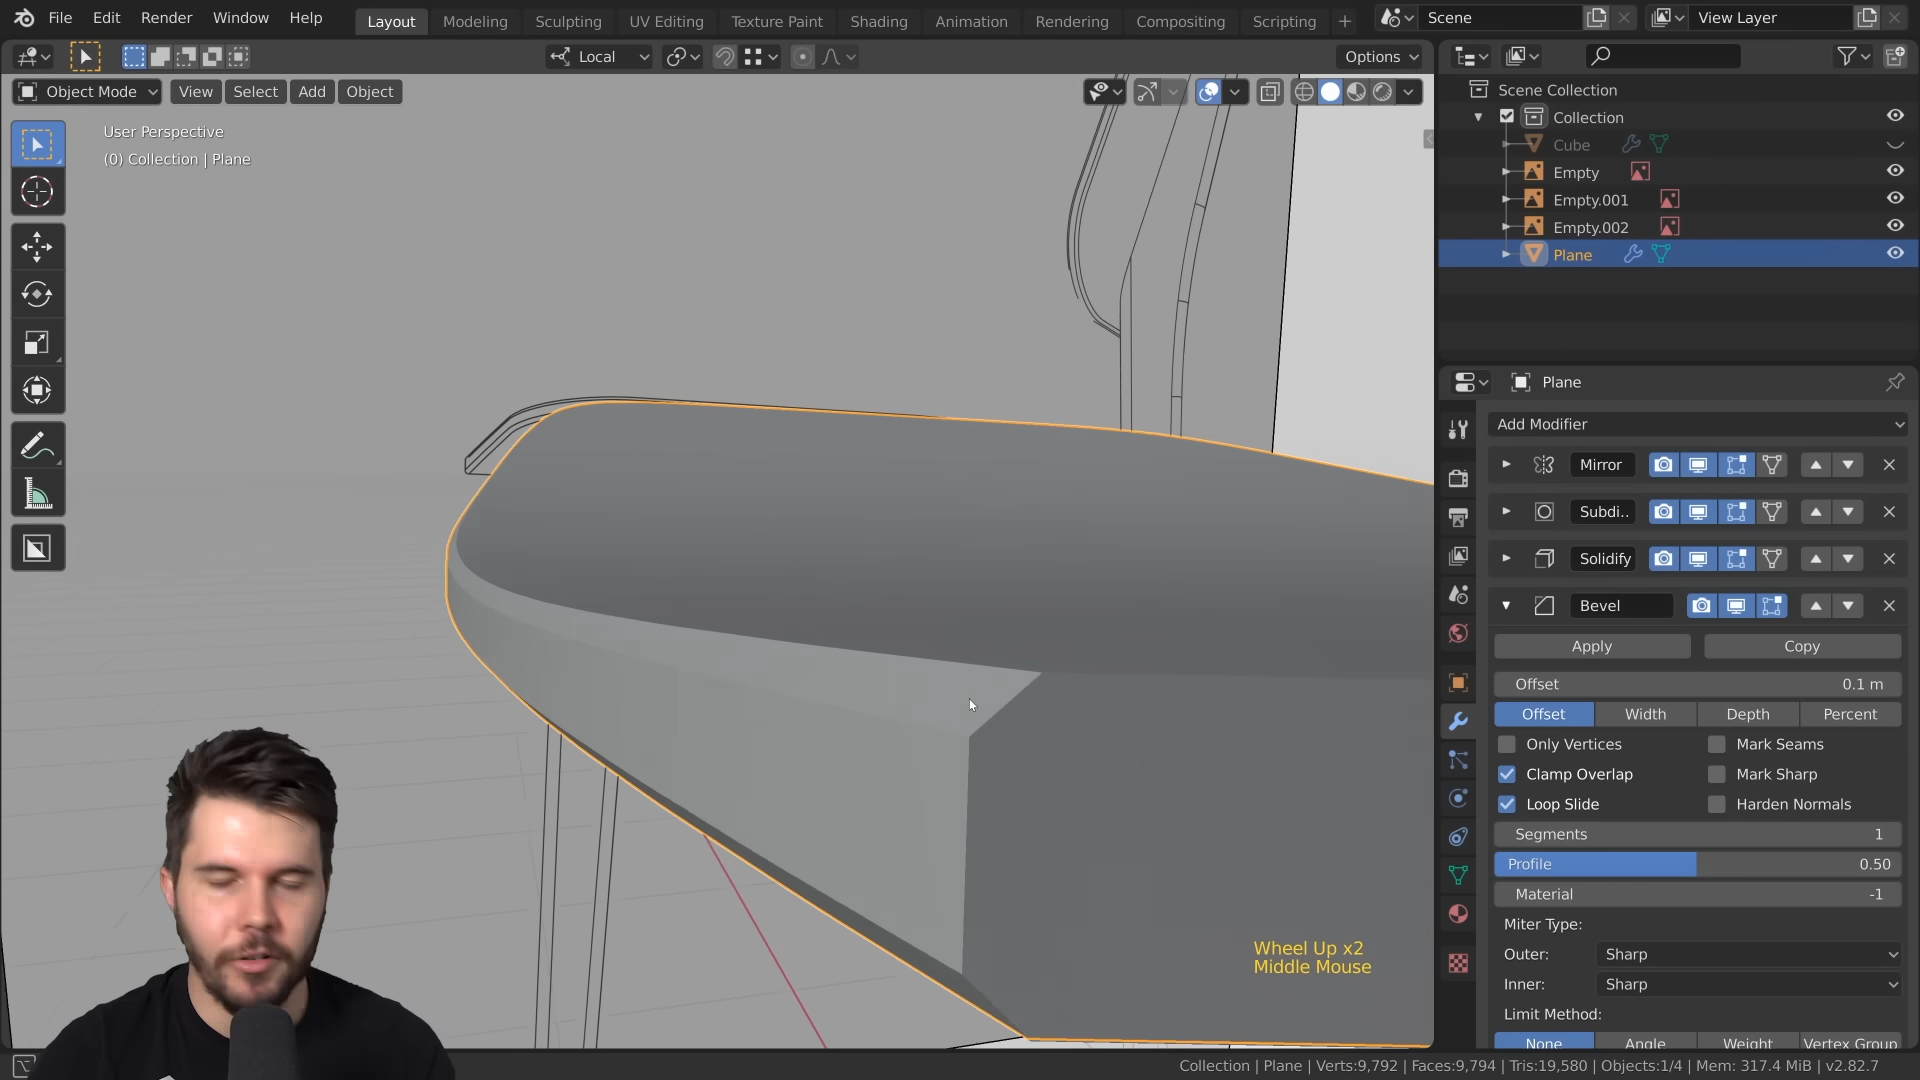 File Edit Render Window Help Layout Modeling Sculpting UV Editing Texture Paint Shading Animation Rendering Compositing Scripting + Scene View Layer
Local Options
Object Mode View Select Add Object
User Perspective
(0) Collection | Plane
Wheel Up x2
Middle Mouse
Scene Collection
Collection
Cube
Empty
Empty.001
Empty.002
Plane
Plane
Add Modifier
Mirror
Subdi..
Solidify
Bevel
Apply Copy
Offset 0.1 m
Offset Width Depth Percent
Only Vertices Mark Seams
Clamp Overlap Mark Sharp
Loop Slide Harden Normals
Segments 1
Profile 0.50
Material -1
Miter Type:
Outer: Sharp
Inner: Sharp
Limit Method:
None Angle Weight Vertex Group
Collection | Plane | Verts:9,792 | Faces:9,794 | Tris:19,580 | Objects:1/4 | Mem: 317.4 MiB | v2.82.7